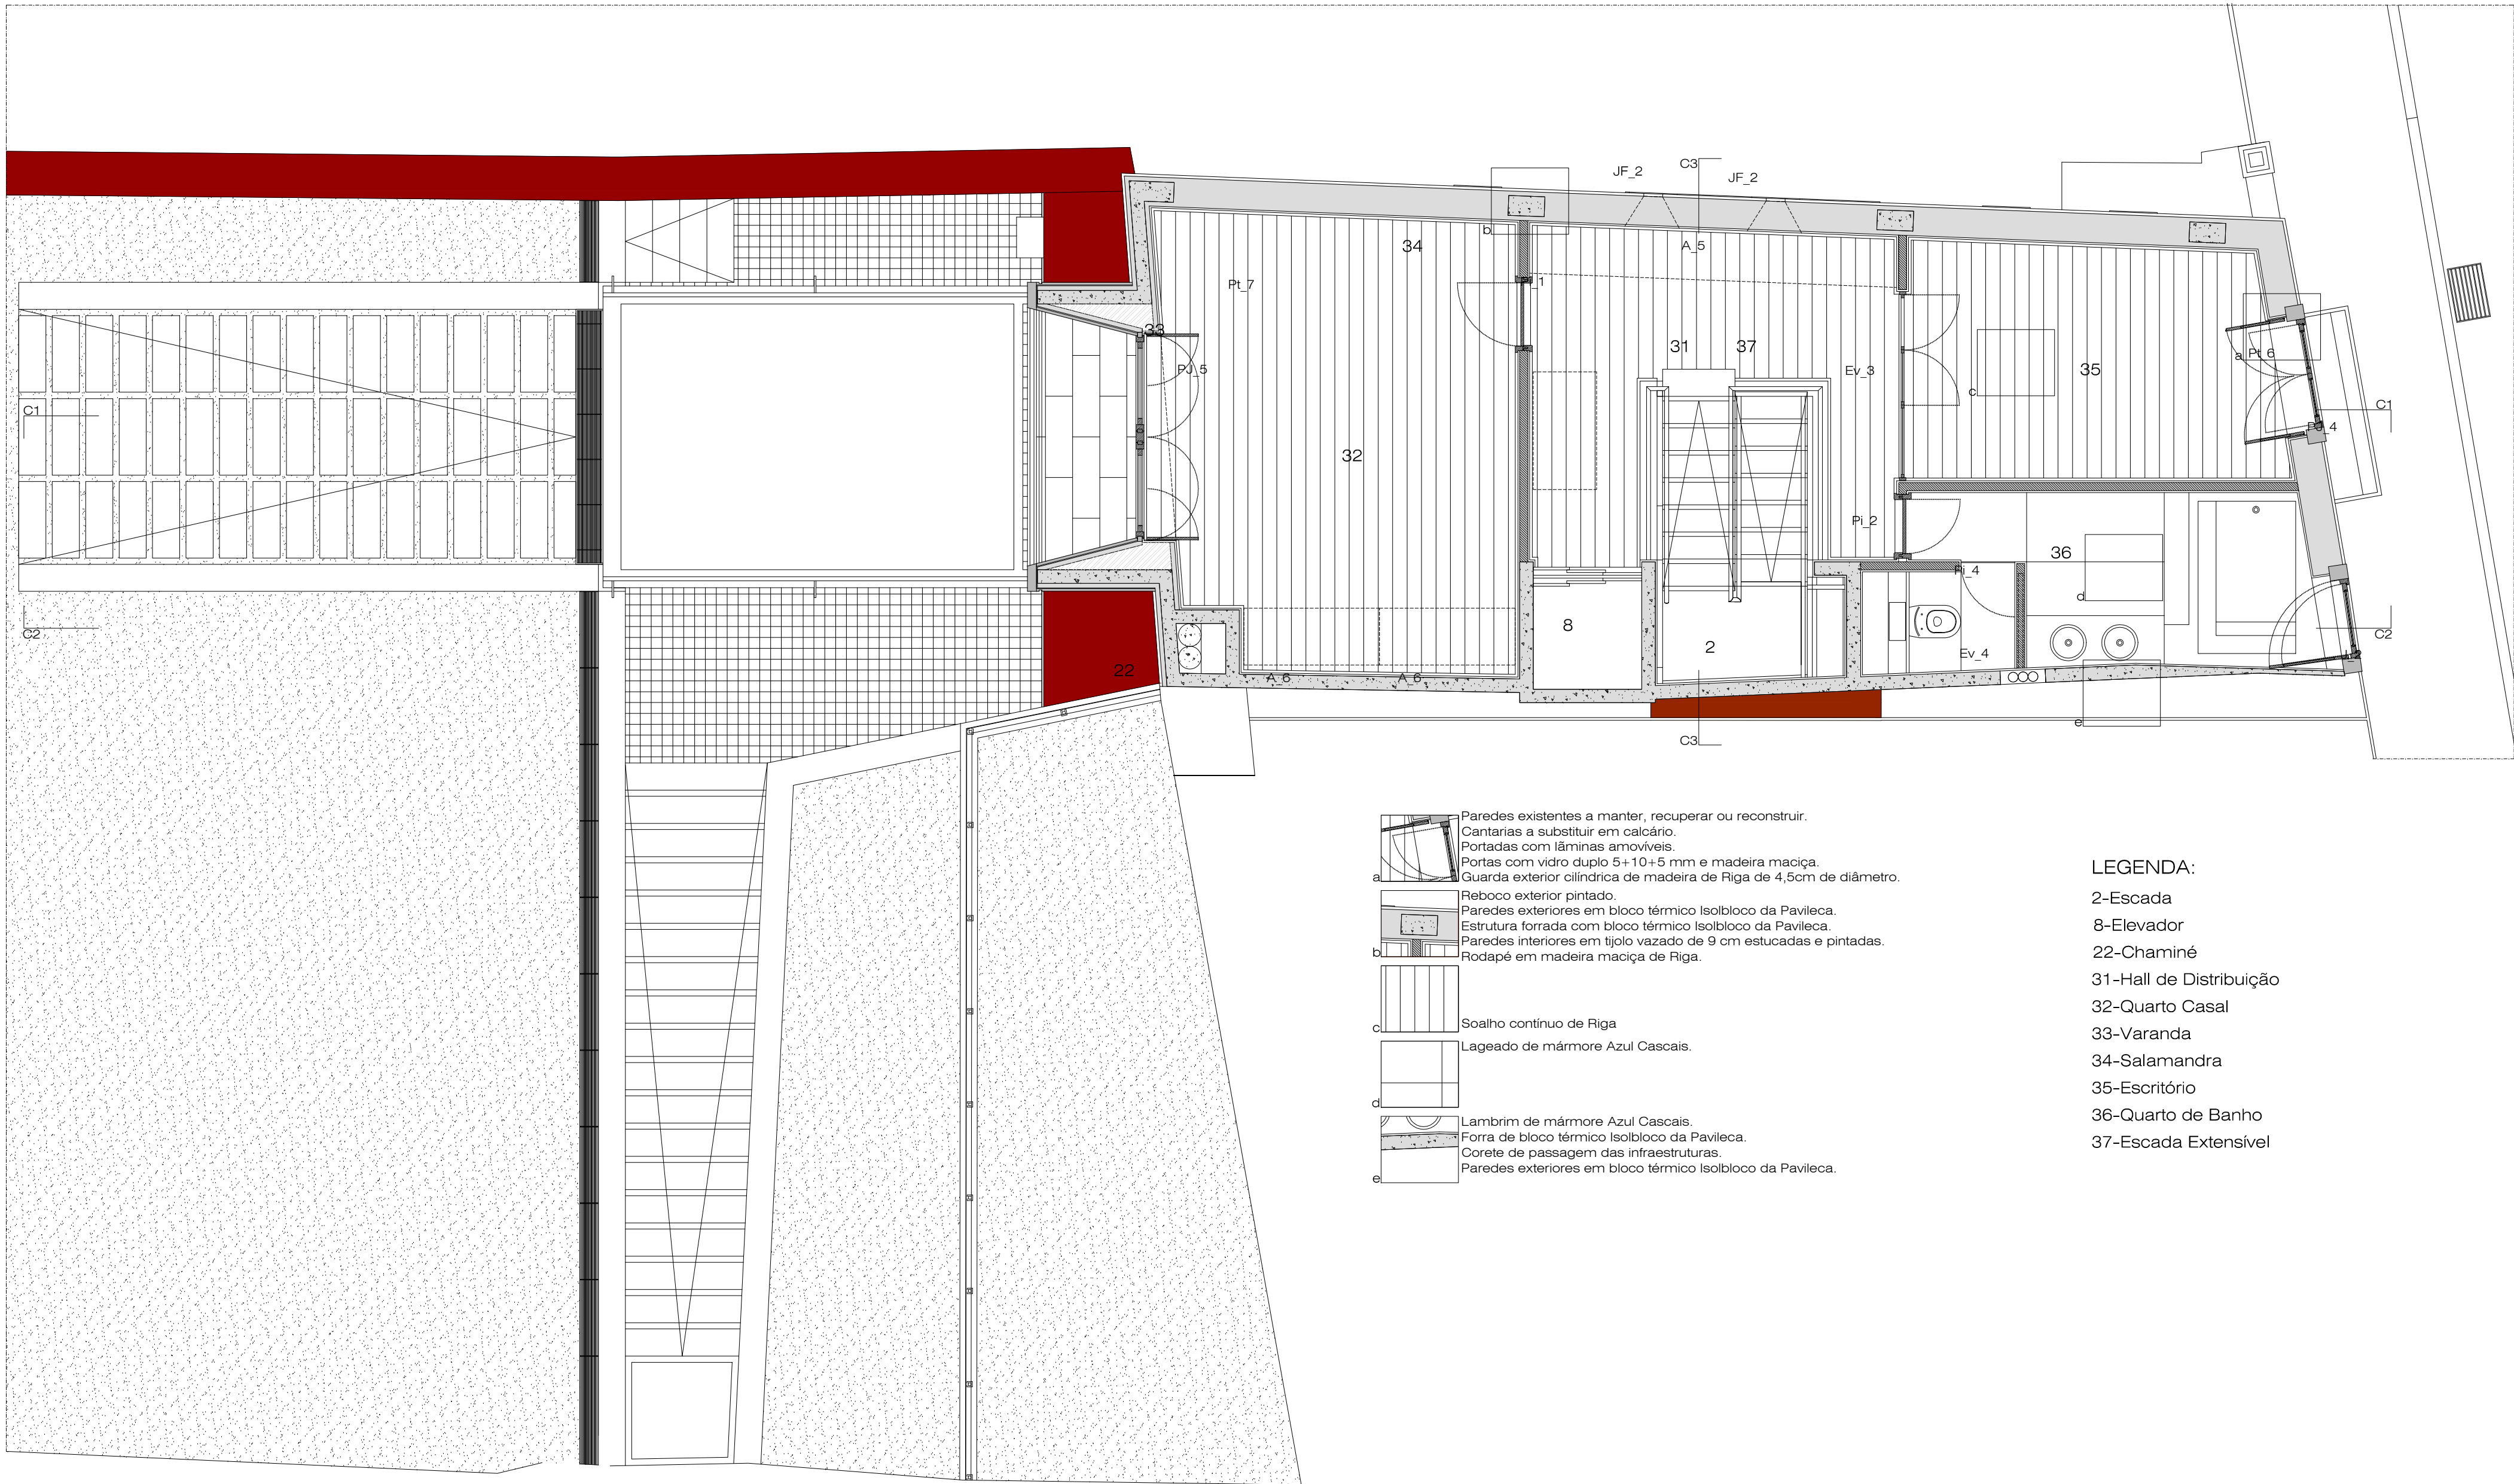 C3
JF_2
JF_2
b
34
A_5
Pt_7
_1
33
31
37
Pt_6
a
PJ_5
Ev_3
35
c
C1
C1
PJ_4
32
Pi_2
36
Pi_4
d
8
C2
C2
2
Ev_4
22
A_6
A_6
e
C3
Paredes existentes a manter, recuperar ou reconstruir.
Cantarias a substituir em calcário.
Portadas com lãminas amovíveis.
Portas com vidro duplo 5+10+5 mm e madeira maciça.
a
Guarda exterior cilíndrica de madeira de Riga de 4,5cm de diâmetro.
Reboco exterior pintado.
Paredes exteriores em bloco térmico Isolbloco da Pavileca.
Estrutura forrada com bloco térmico Isolbloco da Pavileca.
Paredes interiores em tijolo vazado de 9 cm estucadas e pintadas.
b
Rodapé em madeira maciça de Riga.
c
Soalho contínuo de Riga
Lageado de mármore Azul Cascais.
d
Lambrim de mármore Azul Cascais.
Forra de bloco térmico Isolbloco da Pavileca.
Corete de passagem das infraestruturas.
Paredes exteriores em bloco térmico Isolbloco da Pavileca.
e
LEGENDA:
2-Escada
8-Elevador
22-Chaminé
31-Hall de Distribuição
32-Quarto Casal
33-Varanda
34-Salamandra
35-Escritório
36-Quarto de Banho
37-Escada Extensível